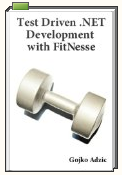 Test Driven .NET
Development
with FitNesse
Gojko Adzic